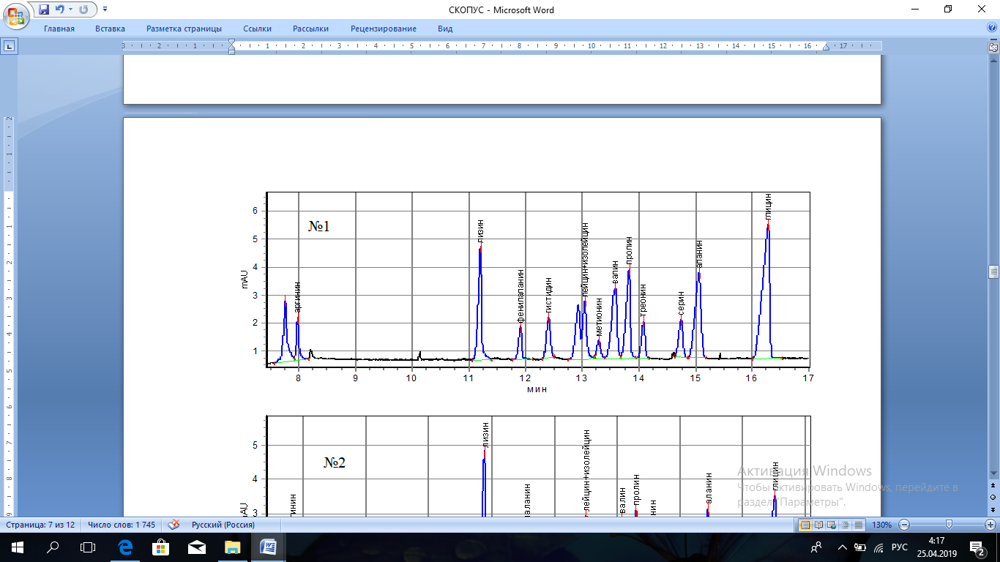 СКОПУС - Microsoft Word
Главная Вставка Разметка страницы Ссылки Рассылки Рецензирование Вид
3 2 1 1 2 3 4 5 6 7 8 9 10 11 12 13 14 15 16 17
№1
mAU
6
5
4
3
2
1
аргинин
лизин
фенилаланин
гистидин
лейцин+изолейцин
метионин
валин
пролин
треонин
серин
аланин
глицин
8 9 10 11 12 13 14 15 16 17
мин
№2
5
4
3
mAU
тинин
лизин
аланин
лейцин+изолейцин
валин
пролин
нин
аланин
глицин
Активация Windows
Чтобы активировать Windows, перейдите в
раздел "Параметры".
Страница: 7 из 12 Число слов: 1 745 Русский (Россия) 130%
РУС
4:17
25.04.2019
2